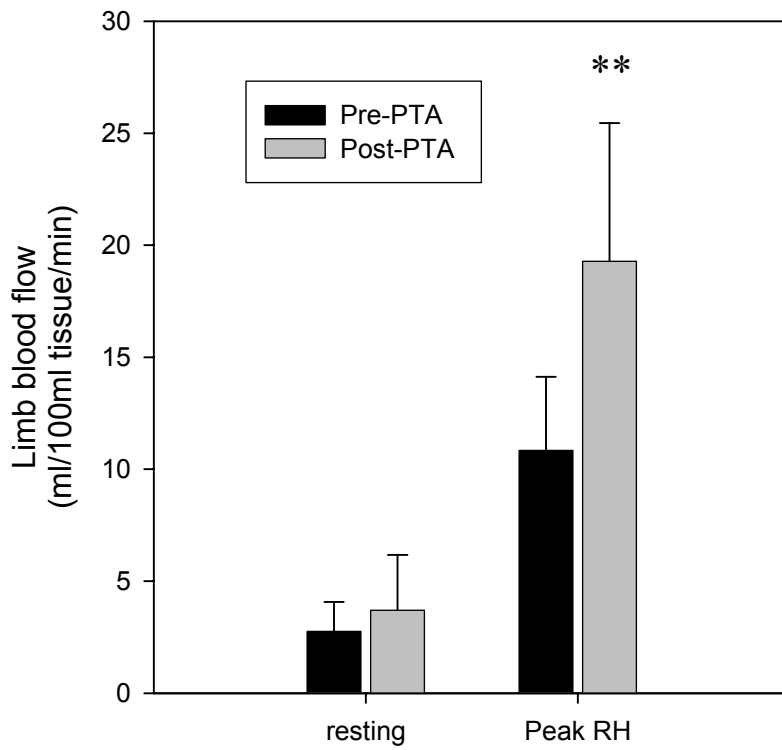 30
**
Pre-PTA
Post-PTA
25
20
15
10
5
0
Limb blood flow
(ml/100ml tissue/min)
resting
Peak RH